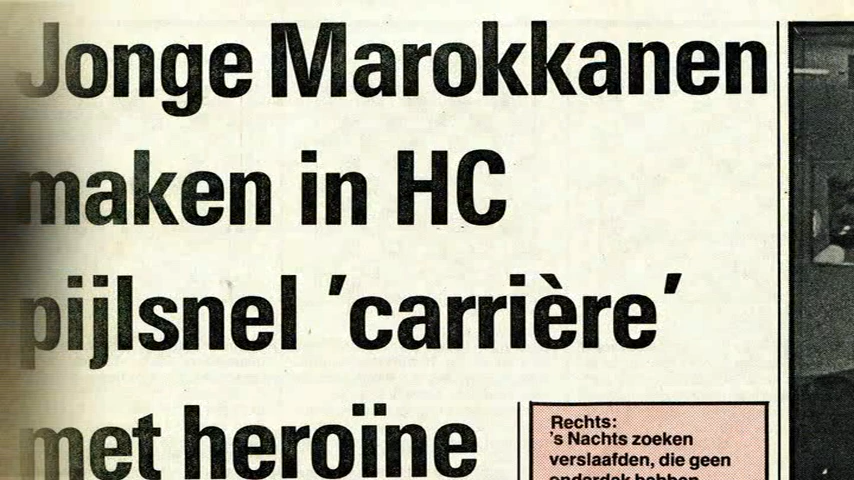 Jonge Marokkanen
maken in HC
pijlsnel ’carrière’
met heroïne
Rechts:
’s Nachts zoeken
verslaafden, die geen
onderdak hebben